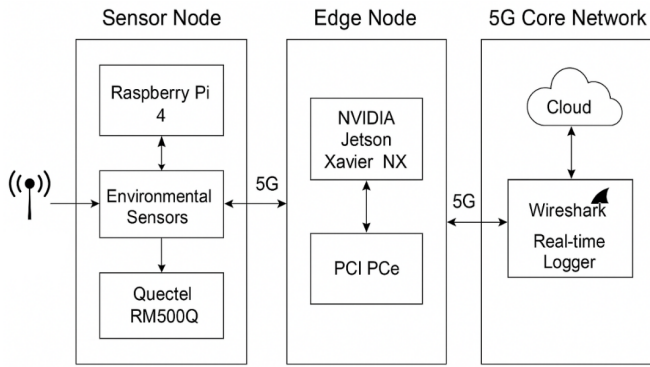 Sensor Node
Raspberry Pi
4
Environmental
Sensors
Quectel
RM500Q
5G
Edge Node
NVIDIA
Jetson
Xavier NX
PCI PCe
5G
5G Core Network
Cloud
Wireshark
Real-time
Logger